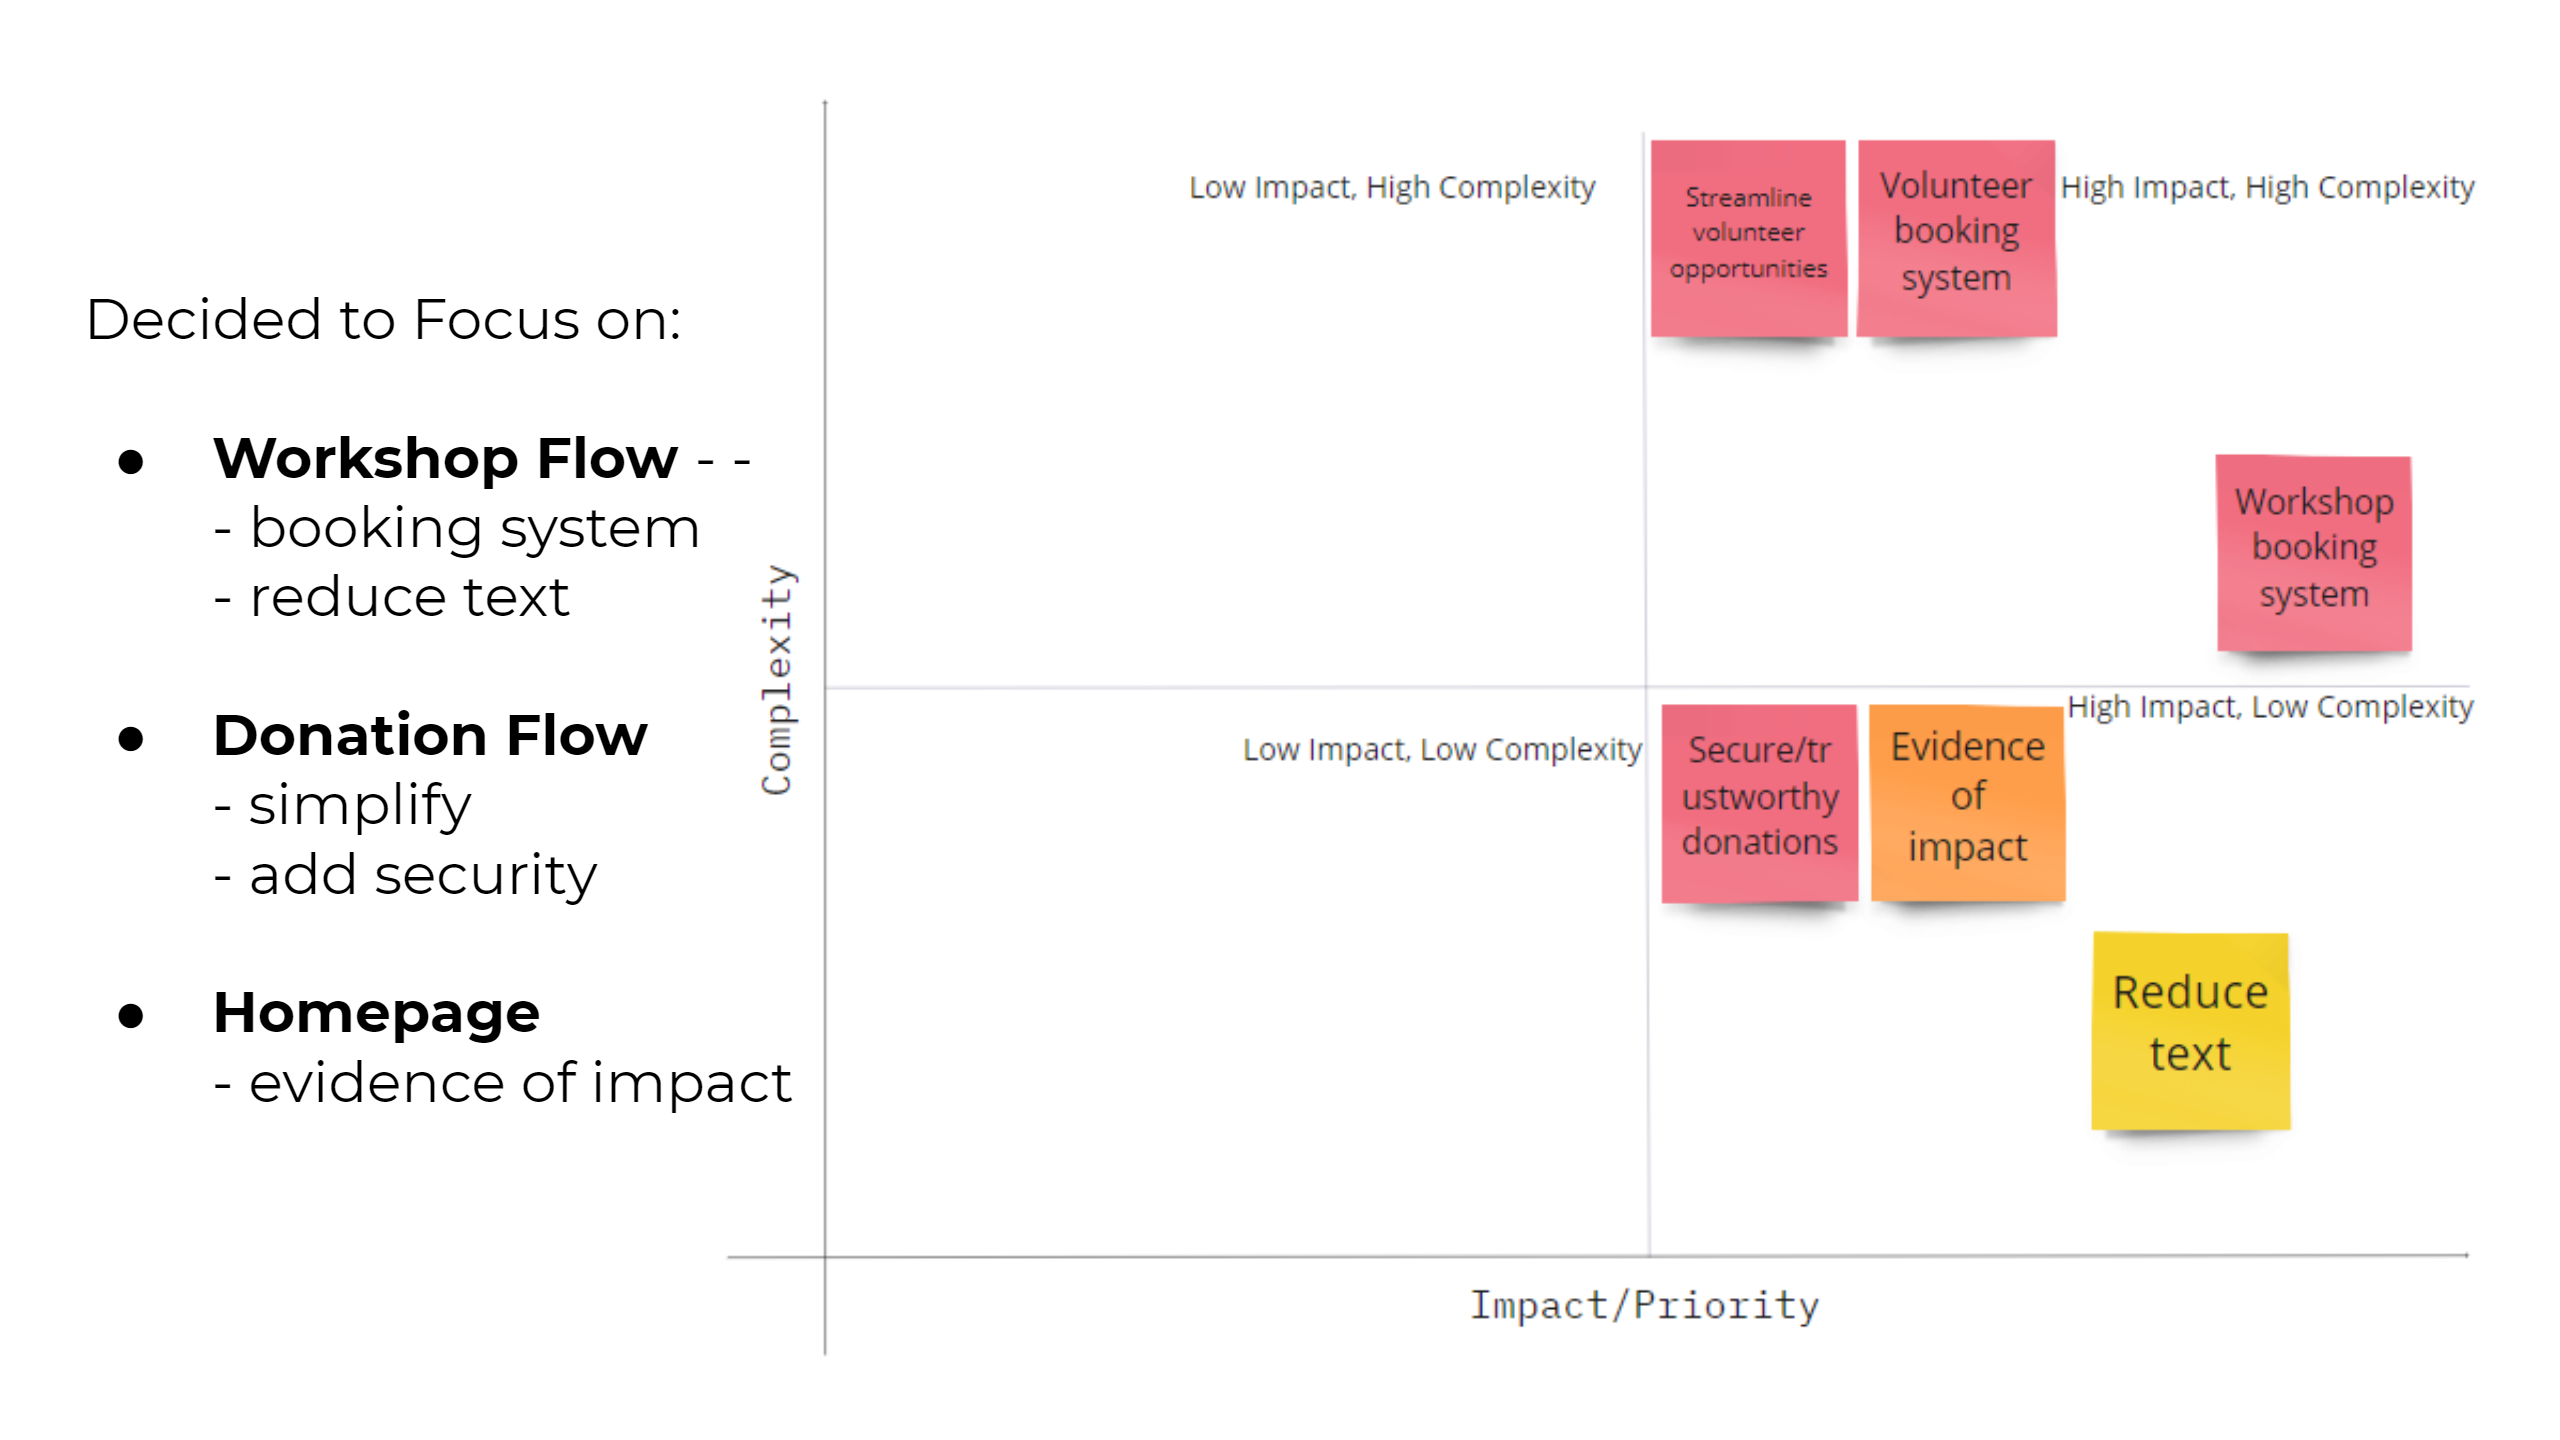 Decided to Focus on:
● Workshop Flow - -
- booking system
- reduce text
● Donation Flow
- simplify
- add security
● Homepage
- evidence of impact
Complexity
Low Impact, High Complexity
Streamline
volunteer
opportunities
Volunteer
booking
system
High Impact, High Complexity
Workshop
booking
system
Low Impact, Low Complexity
Secure/tr
ustworthy
donations
Evidence
of
impact
High Impact, Low Complexity
Reduce
text
Impact/Priority